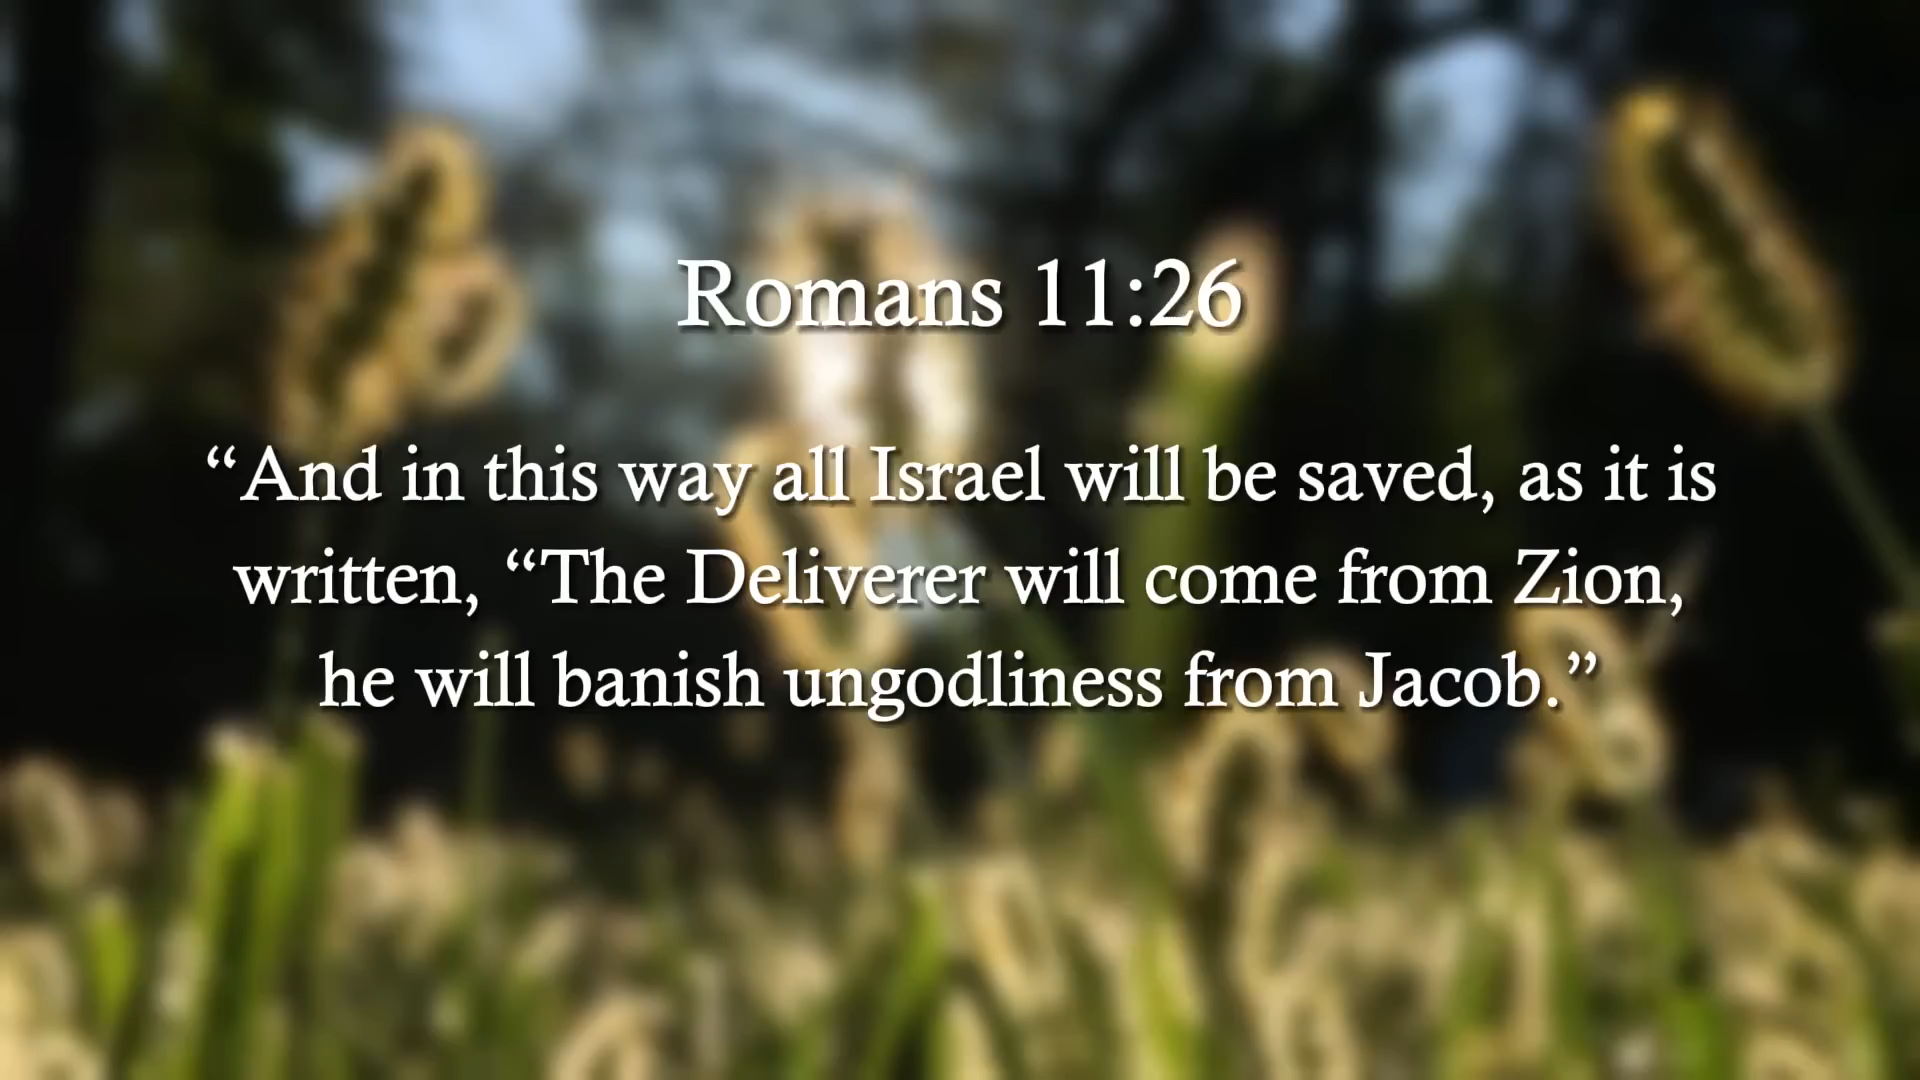 Romans 11:26
“And in this way all Israel will be saved, as it is
written, “The Deliverer will come from Zion,
he will banish ungodliness from Jacob.”